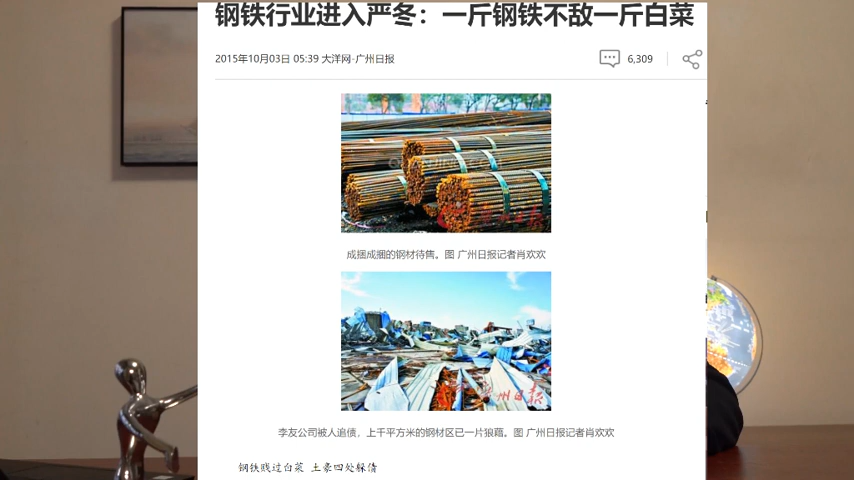 钢铁行业进入严冬：一斤钢铁不敌一斤白菜
2015年10月03日 05:39 大洋网-广州日报
6,309
成捆成捆的钢材待售。图 广州日报记者肖欢欢
李友公司被人追债，上千平方米的钢材区已一片狼藉。图 广州日报记者肖欢欢
钢铁贱过白菜 土豪四处躲债